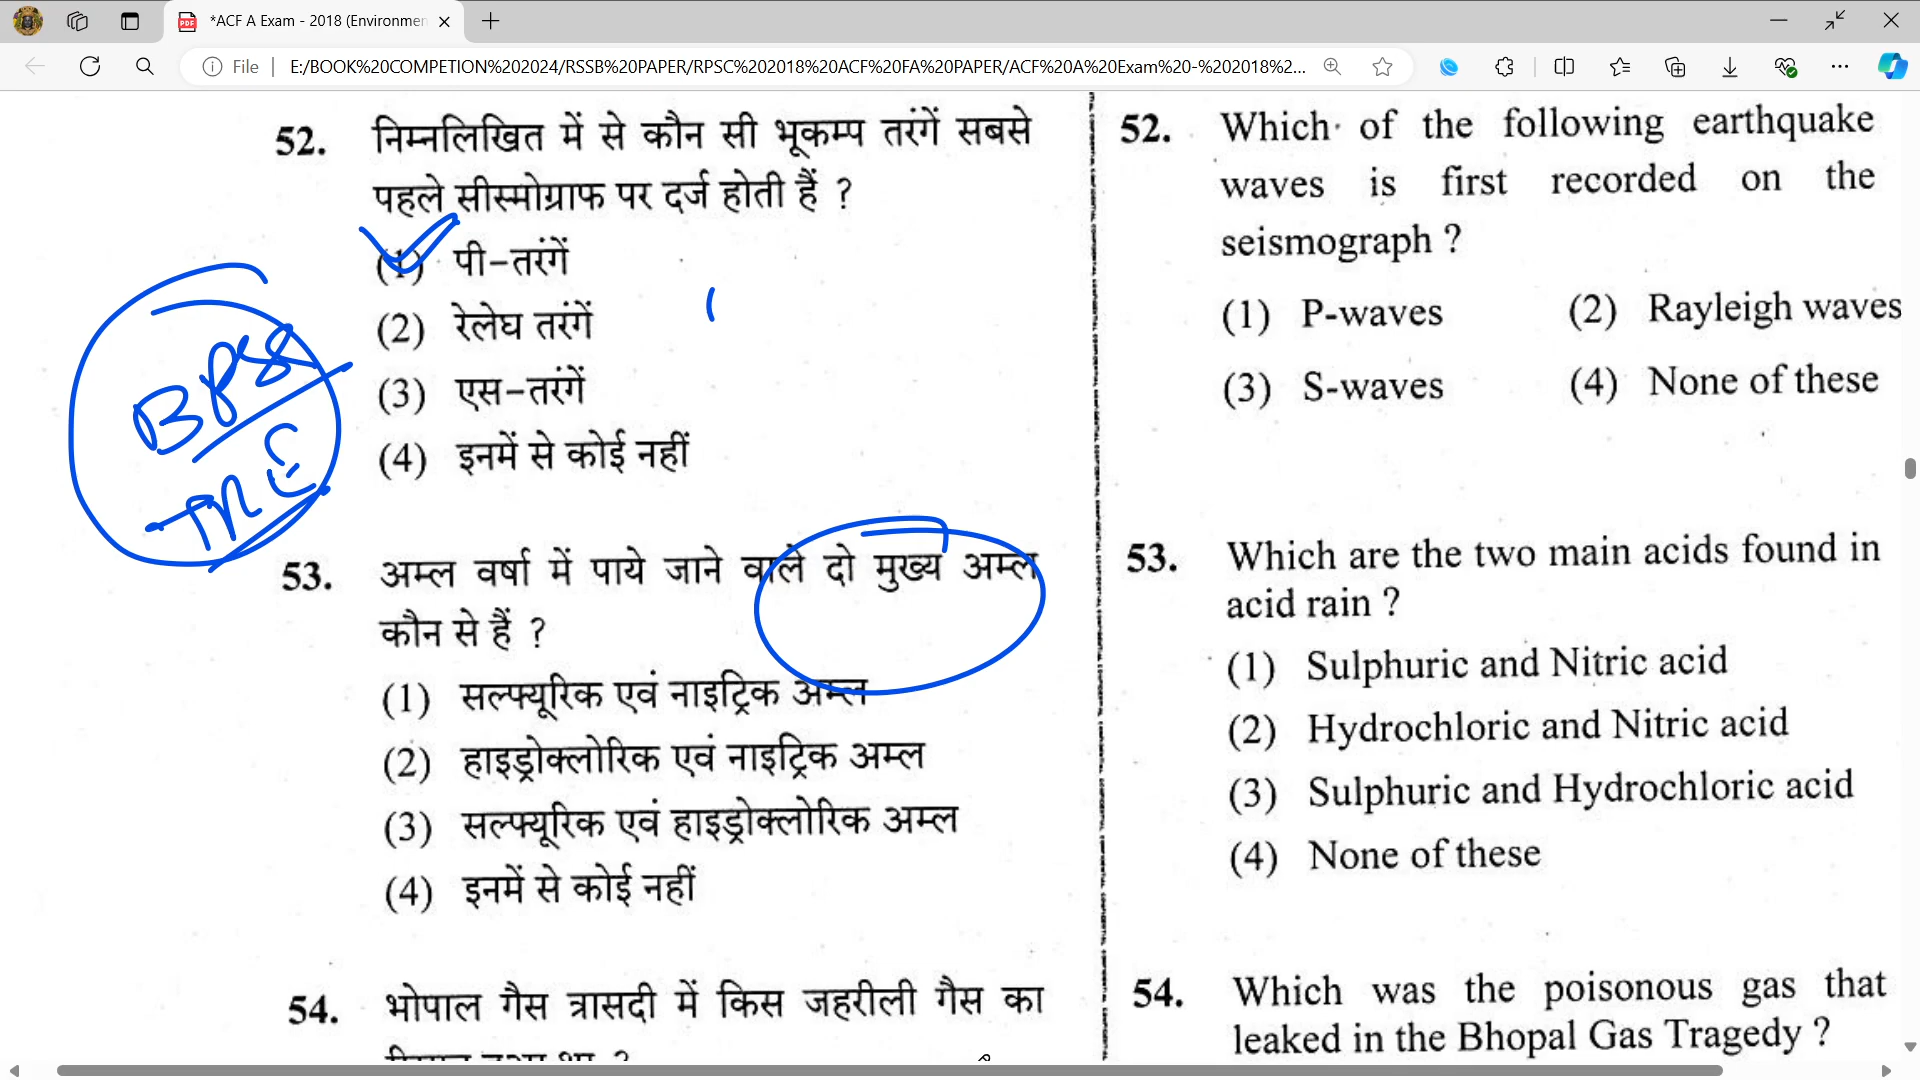 *ACF A Exam - 2018 (Environmen
File
E:/BOOK%20COMPETION%202024/RSSB%20PAPER/RPSC%202018%20ACF%20FA%20PAPER/ACF%20A%20Exam%20-%202018%2...
52. निम्नलिखित में से कौन सी भूकम्प तरंगें सबसे
पहले सीस्मोग्राफ पर दर्ज होती हैं ?
(1) पी-तरंगें
(2) रेलेघ तरंगें
(3) एस-तरंगें
(4) इनमें से कोई नहीं
TRE
53. अम्ल वर्षा में पाये जाने वाले दो मुख्य अम्ल
कौन से हैं ?
(1) सल्फ्यूरिक एवं नाइट्रिक अम्ल
(2) हाइड्रोक्लोरिक एवं नाइट्रिक अम्ल
(3) सल्फ्यूरिक एवं हाइड्रोक्लोरिक अम्ल
(4) इनमें से कोई नहीं
54. भोपाल गैस त्रासदी में किस जहरीली गैस का
52. Which of the following earthquake
waves is first recorded on the
seismograph ?
(1) P-waves (2) Rayleigh waves
(3) S-waves (4) None of these
53. Which are the two main acids found in
acid rain ?
(1) Sulphuric and Nitric acid
(2) Hydrochloric and Nitric acid
(3) Sulphuric and Hydrochloric acid
(4) None of these
54. Which was the poisonous gas that
leaked in the Bhopal Gas Tragedy ?